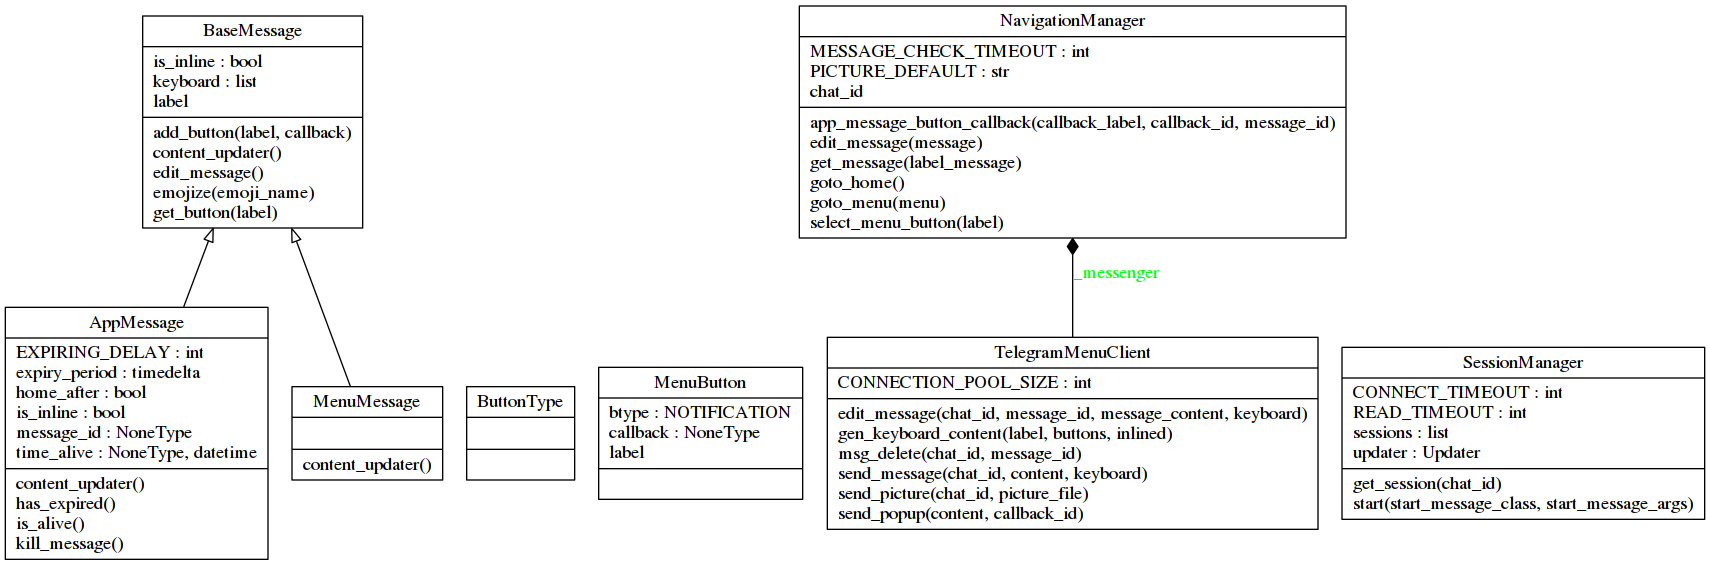 BaseMessage
is_inline : bool
keyboard : list
label
add_button(label, callback)
content_updater()
edit_message()
emojize(emoji_name)
get_button(label)
NavigationManager
MESSAGE_CHECK_TIMEOUT : int
PICTURE_DEFAULT : str
chat_id
app_message_button_callback(callback_label, callback_id, message_id)
edit_message(message)
get_message(label_message)
goto_home()
goto_menu(menu)
select_menu_button(label)
_messenger
AppMessage
EXPIRING_DELAY : int
expiry_period : timedelta
home_after : bool
is_inline : bool
message_id : NoneType
time_alive : NoneType, datetime
content_updater()
has_expired()
is_alive()
kill_message()
MenuMessage
content_updater()
ButtonType
MenuButton
btype : NOTIFICATION
callback : NoneType
label
TelegramMenuClient
CONNECTION_POOL_SIZE : int
edit_message(chat_id, message_id, message_content, keyboard)
gen_keyboard_content(label, buttons, inlined)
msg_delete(chat_id, message_id)
send_message(chat_id, content, keyboard)
send_picture(chat_id, picture_file)
send_popup(content, callback_id)
SessionManager
CONNECT_TIMEOUT : int
READ_TIMEOUT : int
sessions : list
updater : Updater
get_session(chat_id)
start(start_message_class, start_message_args)